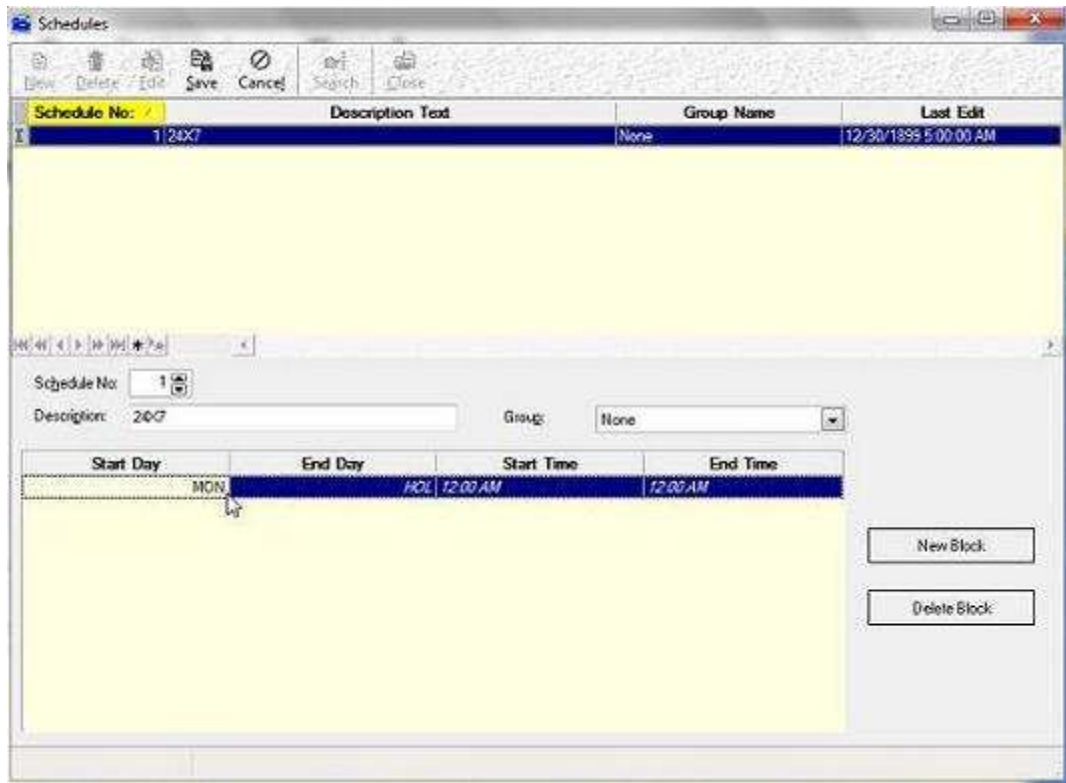 Schedules
New Delete Edit Save Cancel Search Close
Schedule No: Description Text Group Name Last Edit
1 24X7 None 12/30/1899 5:00:00 AM
Schedule No: 1
Description: 24X7 Group: None
Start Day End Day Start Time End Time
MON HOL 12:00 AM 12:00 AM
New Block
Delete Block